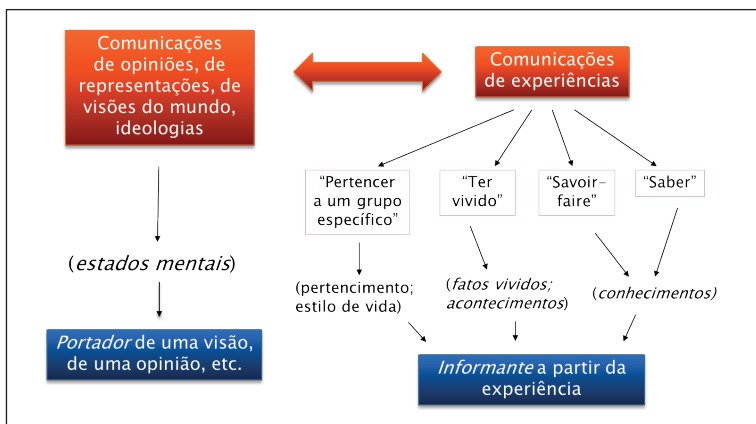 Comunicações
de opiniões, de
representações, de
visões do mundo,
ideologias
Comunicações
de experiências
“Pertencer
a um grupo
específico”
“Ter
vivido”
“Savoir-
faire”
“Saber”
(estados mentais)
(pertencimento;
estilo de vida)
(fatos vividos;
acontecimentos)
(conhecimentos)
Portador de uma visão,
de uma opinião, etc.
Informante a partir da
experiência